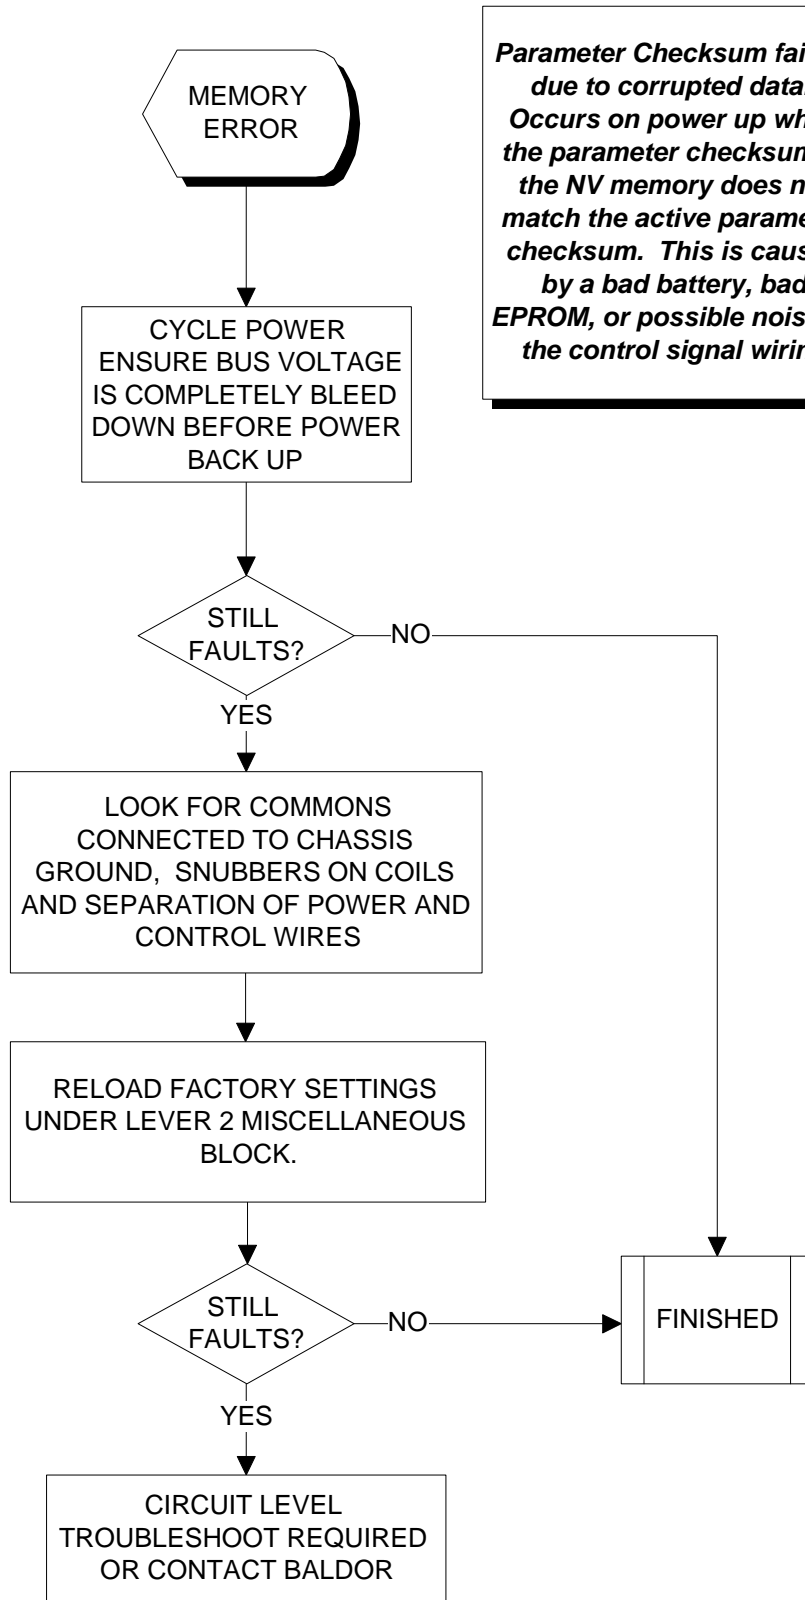 MEMORY
ERROR
Parameter Checksum fai
due to corrupted data.
Occurs on power up wh
the parameter checksum
the NV memory does n
match the active parame
checksum. This is caus
by a bad battery, bad
EPROM, or possible nois
the control signal wirin
CYCLE POWER
ENSURE BUS VOLTAGE
IS COMPLETELY BLEED
DOWN BEFORE POWER
BACK UP
STILL
FAULTS?
NO
YES
LOOK FOR COMMONS
CONNECTED TO CHASSIS
GROUND, SNUBBERS ON COILS
AND SEPARATION OF POWER AND
CONTROL WIRES
RELOAD FACTORY SETTINGS
UNDER LEVER 2 MISCELLANEOUS
BLOCK.
STILL
FAULTS?
NO
FINISHED
YES
CIRCUIT LEVEL
TROUBLESHOOT REQUIRED
OR CONTACT BALDOR